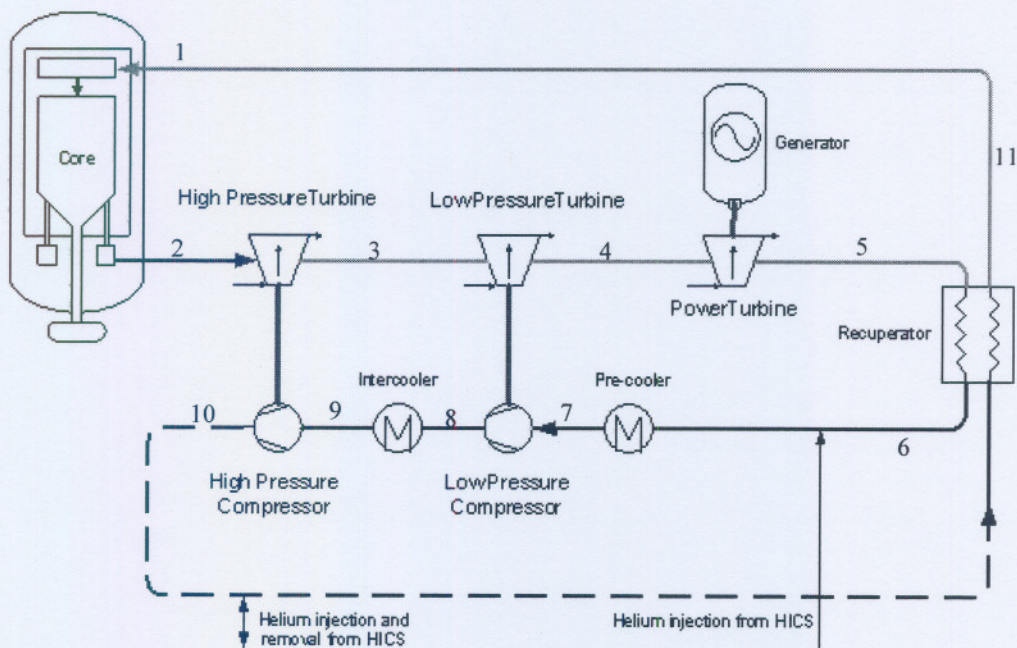 1
Core
Generator
11
High PressureTurbine
LowPressureTurbine
2
3
4
5
PowerTurbine
Recuperator
Intercooler
Pre-cooler
10
9
8
7
6
High Pressure
Compressor
LowPressure
Compressor
Helium injection and
removal from HICS
Helium injection from HICS